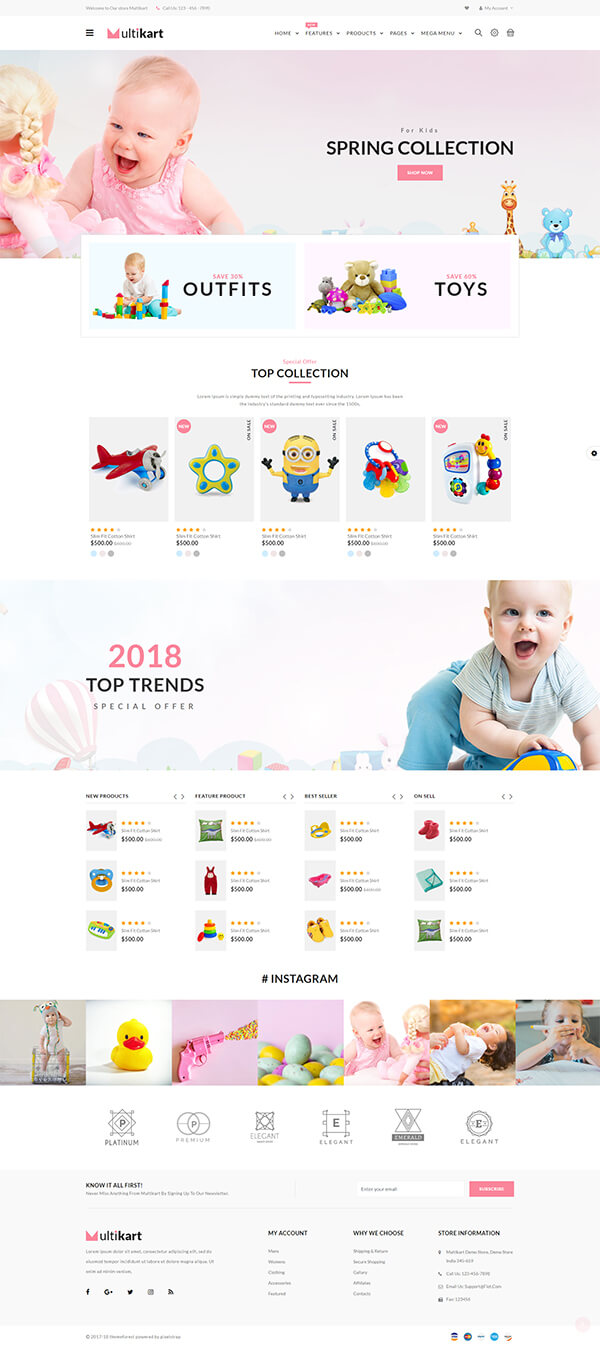 Welcome to Our store Multikart
Call Us: 123 - 456 - 7890
My Account
ultikart
HOME
NEW
FEATURES
PRODUCTS
PAGES
MEGA MENU
For Kids
SPRING COLLECTION
SHOP NOW
SAVE 30%
OUTFITS
SAVE 60%
TOYS
Special Offer
TOP COLLECTION
Lorem Ipsum is simply dummy text of the printing and typesetting industry. Lorem Ipsum has been
the industry's standard dummy text ever since the 1500s.
NEW
ON SALE
NEW
ON SALE
NEW
ON SALE
Slim Fit Cotton Shirt
$500.00 $600.00
Slim Fit Cotton Shirt
$500.00
Slim Fit Cotton Shirt
$500.00
Slim Fit Cotton Shirt
$500.00 $600.00
Slim Fit Cotton Shirt
$500.00
2018
TOP TRENDS
SPECIAL OFFER
NEW PRODUCTS
Slim Fit Cotton Shirt
$500.00 $600.00
Slim Fit Cotton Shirt
$500.00
Slim Fit Cotton Shirt
$500.00
FEATURE PRODUCT
Slim Fit Cotton Shirt
$500.00 $600.00
Slim Fit Cotton Shirt
$500.00
Slim Fit Cotton Shirt
$500.00
BEST SELLER
Slim Fit Cotton Shirt
$500.00
Slim Fit Cotton Shirt
$500.00 $600.00
Slim Fit Cotton Shirt
$500.00
ON SELL
Slim Fit Cotton Shirt
$500.00
Slim Fit Cotton Shirt
$500.00
Slim Fit Cotton Shirt
$500.00
# INSTAGRAM
P
PLATINUM
P
PREMIUM
ELEGANT
E
ELEGANT
EMERALD
E
ELEGANT
KNOW IT ALL FIRST!
Never Miss Anything From Multikart By Signing Up To Our Newsletter.
Enter your email
SUBSCRIBE
ultikart
Lorem ipsum dolor sit amet, consectetur adipiscing elit,
sed do eiusmod tempor incididunt ut labore et dolore magna aliqua. Ut
enim ad minim veniam,
MY ACCOUNT
Mens
Womens
Clothing
Accessories
Featured
WHY WE CHOOSE
Shipping & Return
Secure Shopping
Gallary
Affiliates
Contacts
STORE INFORMATION
Multikart Demo Store, Demo Store
India 345-659
Call Us: 123-456-7898
Email Us: Support@Fiot.Com
Fax: 123456
© 2017-18 themeforest powered by pixelstrap